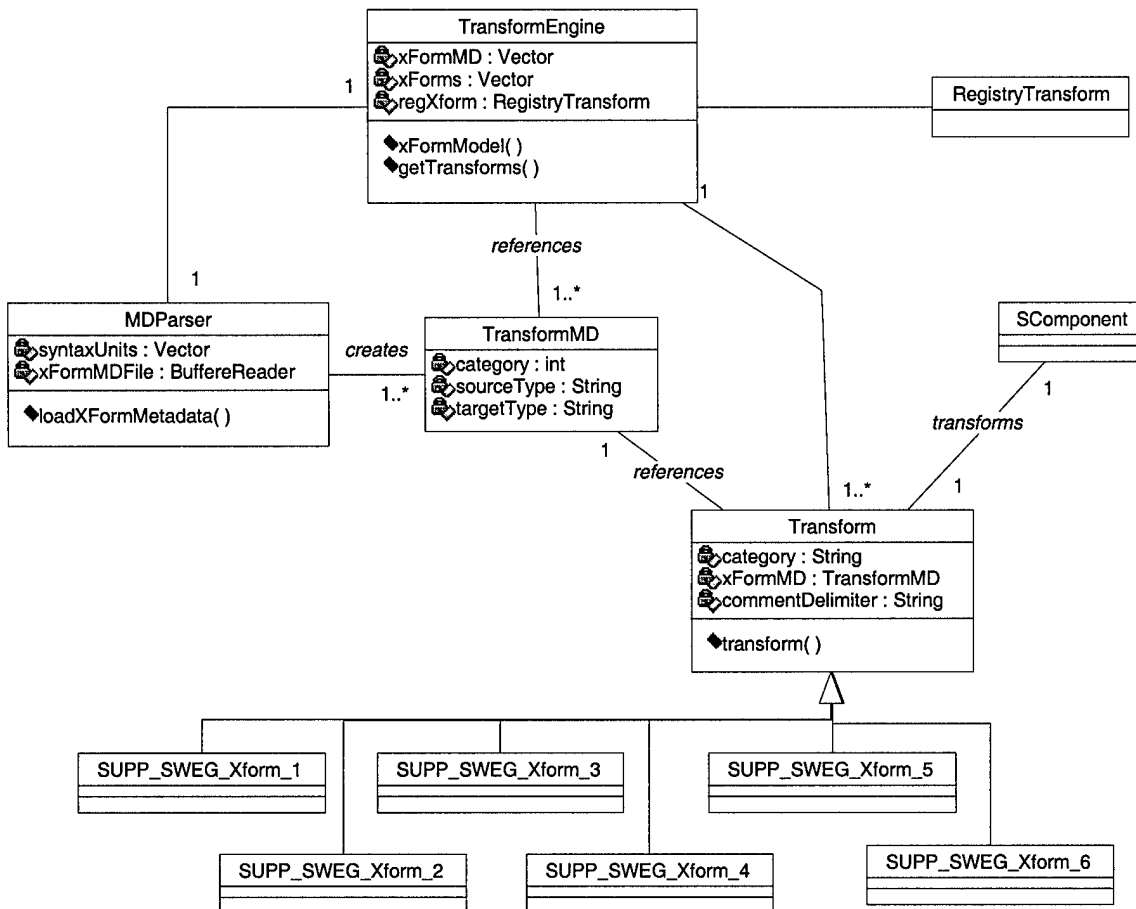 TransformEngine
xFormMD : Vector
xForms : Vector
regXform : RegistryTransform
xFormModel( )
getTransforms( )
RegistryTransform
1
1
references
1..*
1
MDParser
syntaxUnits : Vector
xFormMDFile : BuffereReader
loadXFormMetadata( )
creates
1..*
TransformMD
category : int
sourceType : String
targetType : String
SComponent
1
transforms
1
references
1..*
1
Transform
category : String
xFormMD : TransformMD
commentDelimiter : String
transform( )
SUPP_SWEG_Xform_1
SUPP_SWEG_Xform_3
SUPP_SWEG_Xform_5
SUPP_SWEG_Xform_2
SUPP_SWEG_Xform_4
SUPP_SWEG_Xform_6